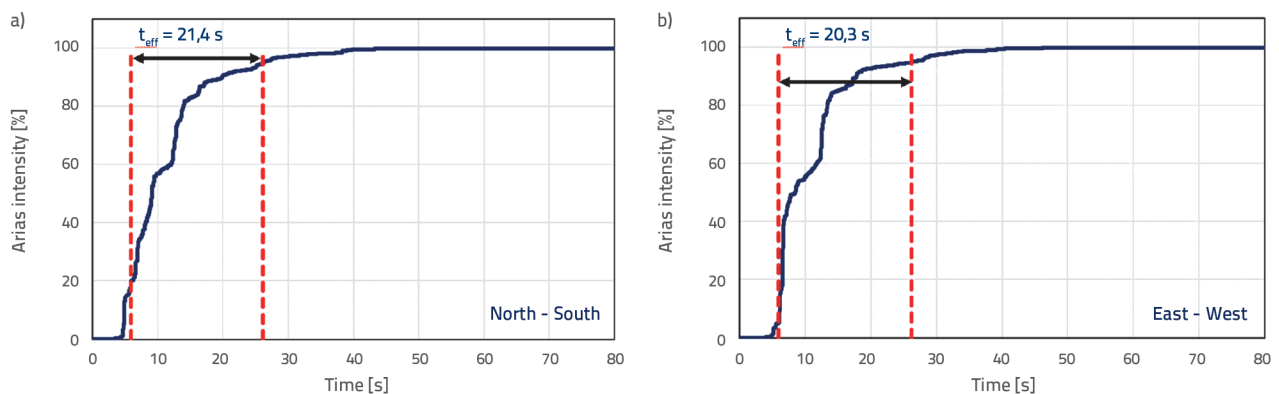 a)
t_eff = 21,4 s
100
80
60
40
20
0
Arias intensity [%]
North - South
0 10 20 30 40 50 60 70 80
Time [s]
b)
t_eff = 20,3 s
100
80
60
40
20
0
Arias intensity [%]
East - West
0 10 20 30 40 50 60 70 80
Time [s]